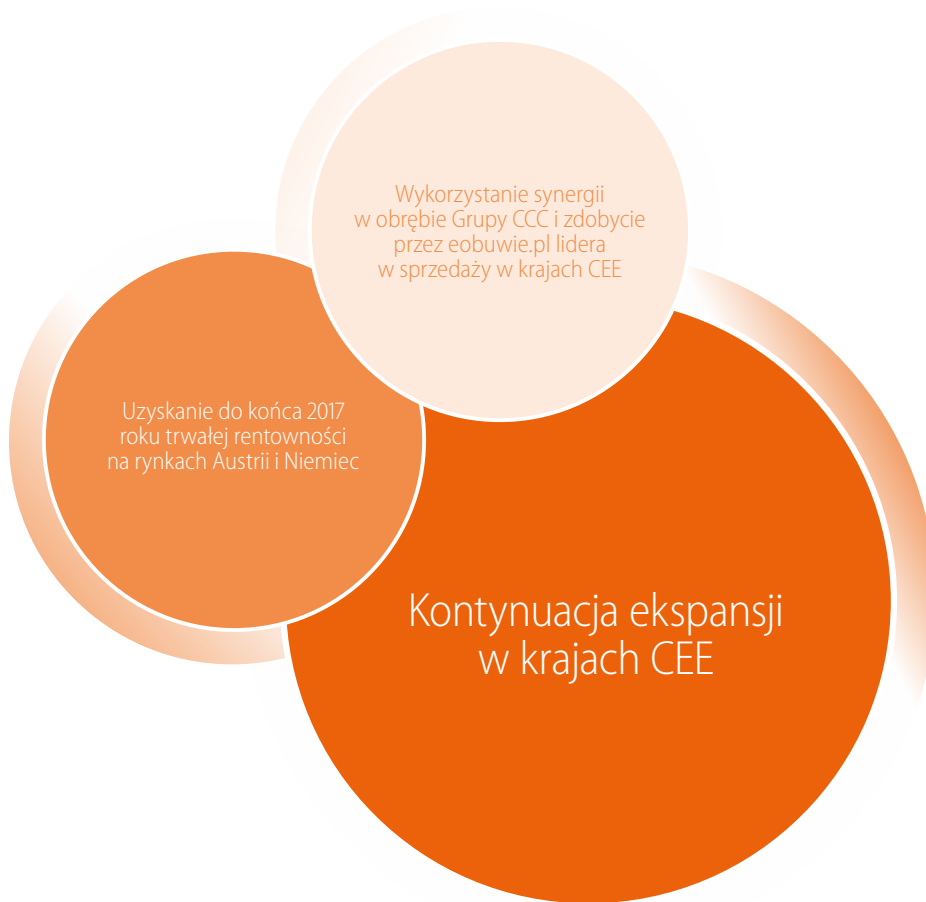 Wykorzystanie synergii
w obrębie Grupy CCC i zdobycie
przez eobuwie.pl lidera
w sprzedaży w krajach CEE
Uzyskanie do końca 2017
roku trwałej rentowności
na rynkach Austrii i Niemiec
Kontynuacja ekspansji
w krajach CEE